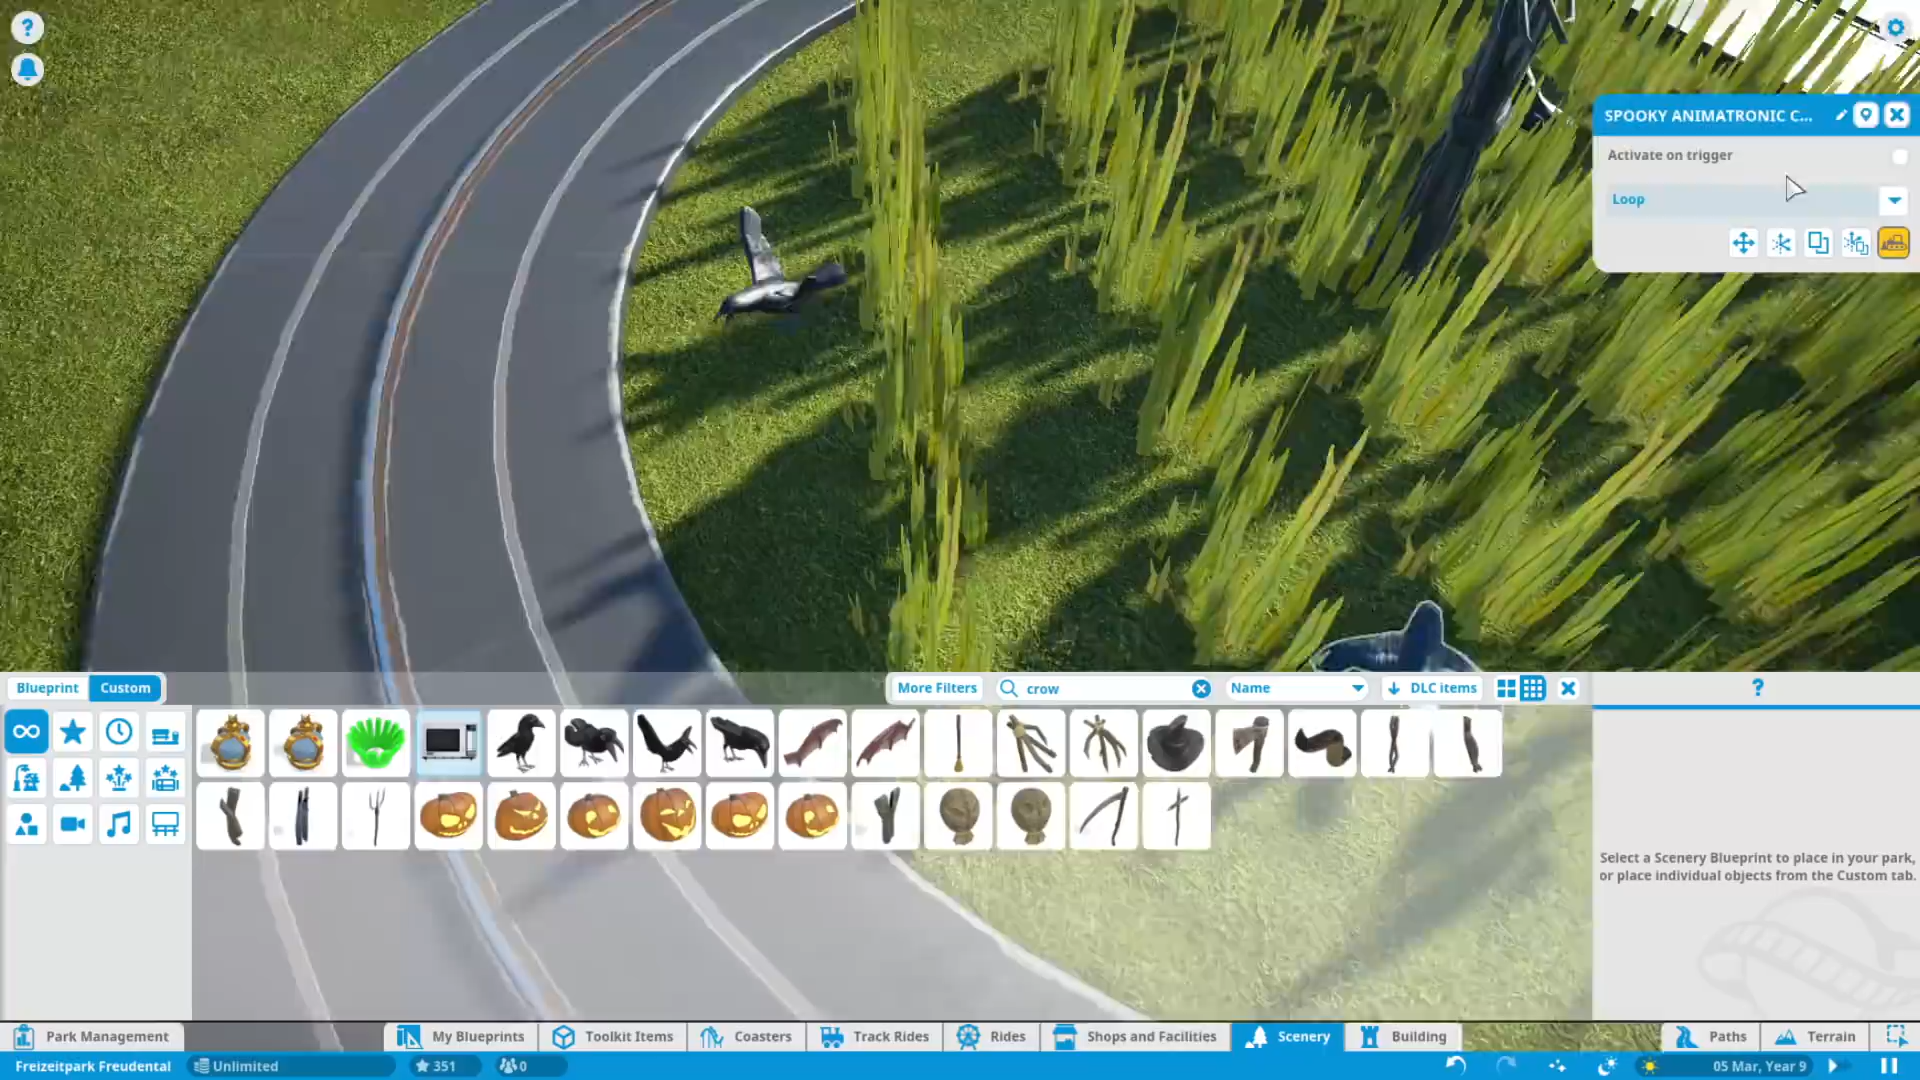 SPOOKY ANIMATRONIC C...
Activate on trigger
Loop
Blueprint
Custom
More Filters
crow
Name
DLC items
?
Select a Scenery Blueprint to place in your park,
or place individual objects from the Custom tab.
Park Management
My Blueprints
Toolkit Items
Coasters
Track Rides
Rides
Shops and Facilities
Scenery
Building
Paths
Terrain
Freizeitpark Freudental
Unlimited
351
0
05 Mar, Year 9